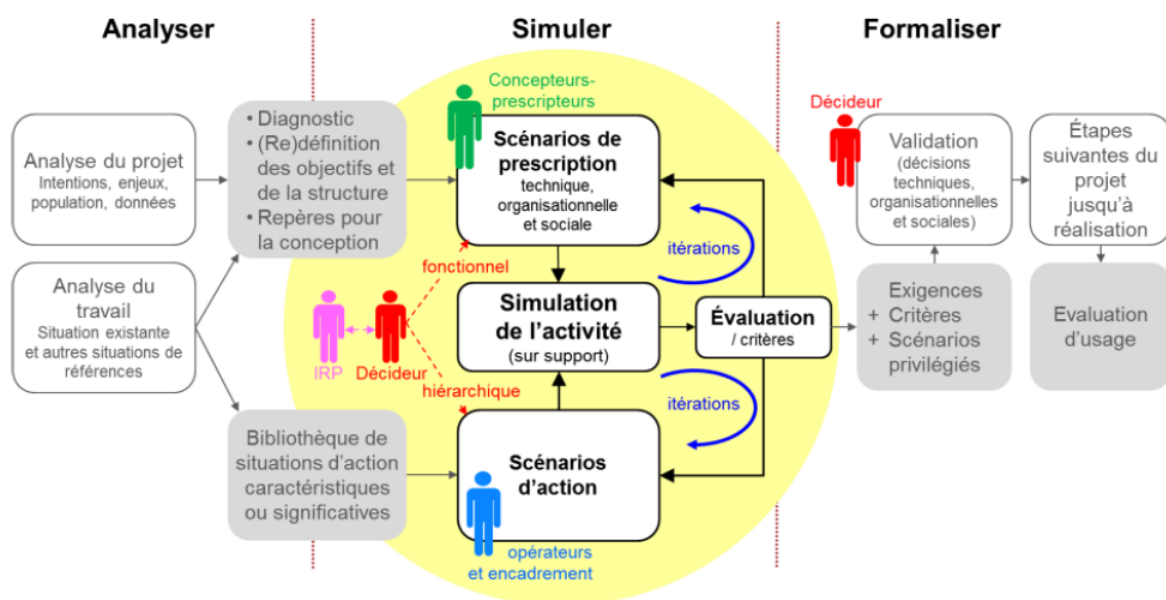 Analyser
Simuler
Formaliser
Analyse du projet
Intentions, enjeux,
population, données
Analyse du
travail
Situation existante
et autres situations de
références
• Diagnostic
• (Re)définition
des objectifs et
de la structure
• Repères pour
la conception
Bibliothèque de
situations d'action
caractéristiques
ou significatives
Concepteurs-
prescripteurs
Scénarios de
prescription
technique,
organisationnelle
et sociale
fonctionnel
IRP
Décideur
hiérarchique
Simulation
de l'activité
(sur support)
itérations
Évaluation
/ critères
itérations
Scénarios
d'action
opérateurs
et encadrement
Décideur
Validation
(décisions
techniques,
organisationnelles
et sociales)
Exigences
+ Critères
+ Scénarios
privilégiés
Étapes
suivantes du
projet
jusqu'à
réalisation
Evaluation
d'usage